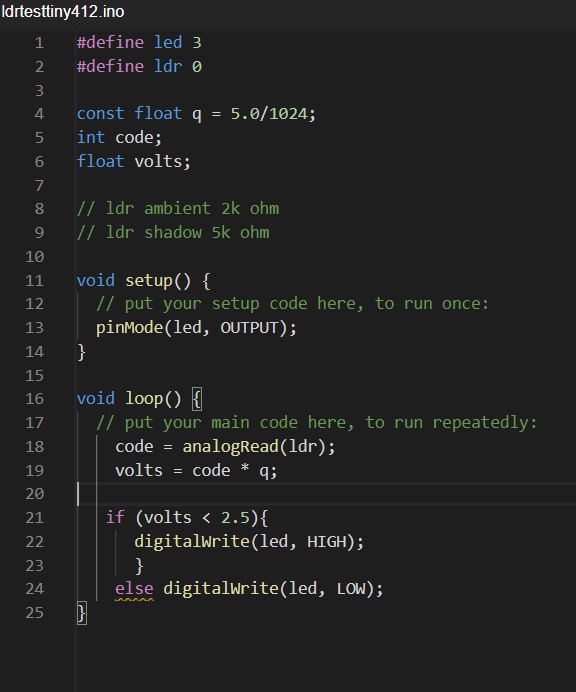 ldrtesttiny412.ino
1 #define led 3
2 #define ldr 0
3
4 const float q = 5.0/1024;
5 int code;
6 float volts;
7
8 // ldr ambient 2k ohm
9 // ldr shadow 5k ohm
10
11 void setup() {
12 // put your setup code here, to run once:
13 pinMode(led, OUTPUT);
14 }
15
16 void loop() {
17 // put your main code here, to run repeatedly:
18 code = analogRead(ldr);
19 volts = code * q;
20
21 if (volts < 2.5){
22 digitalWrite(led, HIGH);
23 }
24 else digitalWrite(led, LOW);
25 }